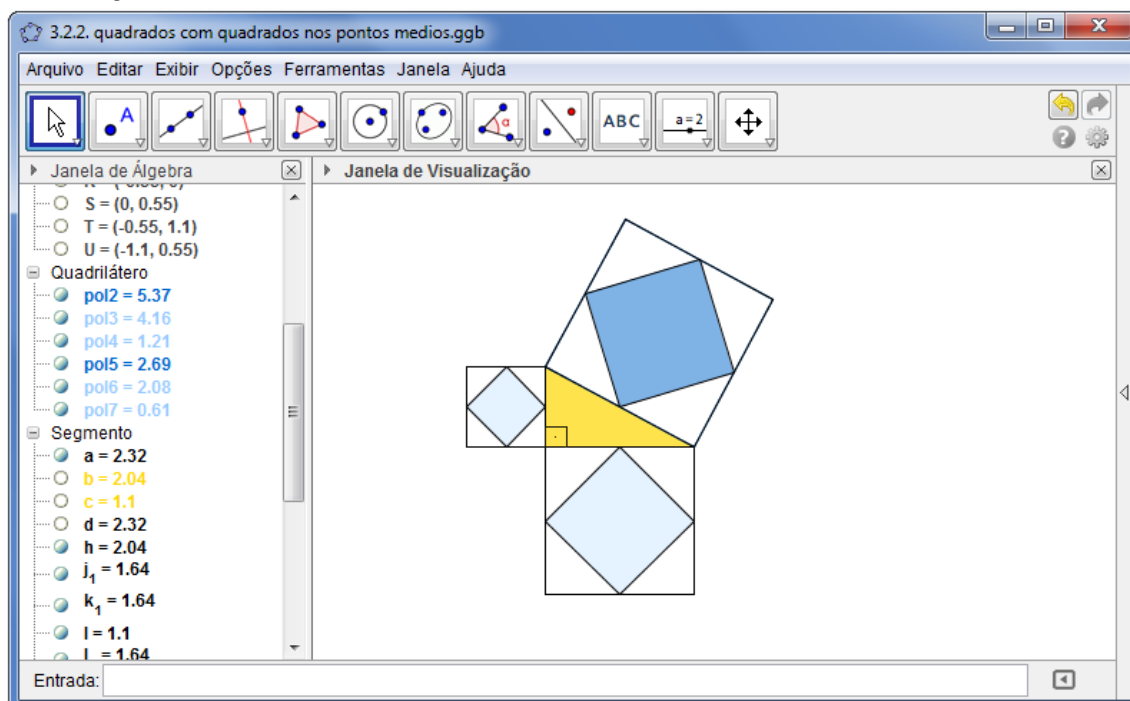 3.2.2. quadrados com quadrados nos pontos medios.ggb
Arquivo Editar Exibir Opções Ferramentas Janela Ajuda
A α ABC a=2
Janela de Álgebra
Janela de Visualização
S = (0, 0.55)
T = (-0.55, 1.1)
U = (-1.1, 0.55)
Quadrilátero
pol2 = 5.37
pol3 = 4.16
pol4 = 1.21
pol5 = 2.69
pol6 = 2.08
pol7 = 0.61
Segmento
a = 2.32
b = 2.04
c = 1.1
d = 2.32
h = 2.04
j₁ = 1.64
k₁ = 1.64
l = 1.1
= 1.64
Entrada: